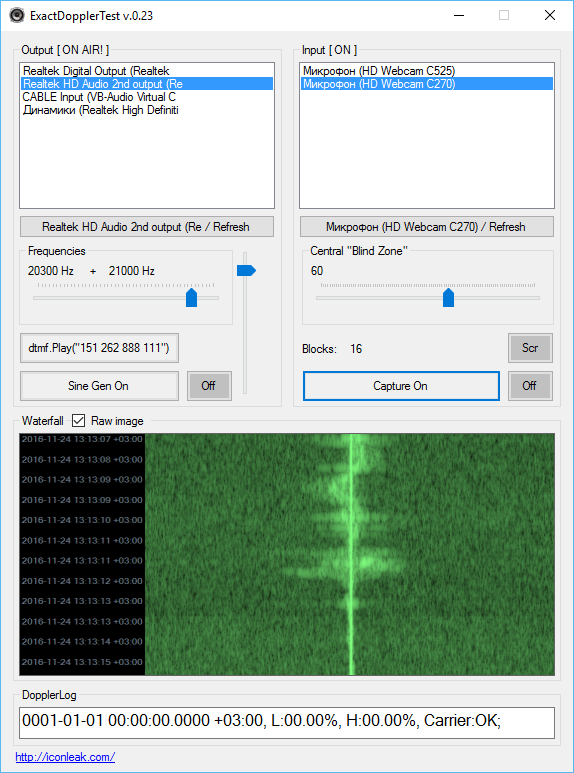 ExactDopplerTest v.0.23
Output [ ON AIR! ]
Realtek Digital Output (Realtek
Realtek HD Audio 2nd output (Re
CABLE Input (VB-Audio Virtual C
Динамики (Realtek High Definiti
Realtek HD Audio 2nd output (Re / Refresh
Frequencies
20300 Hz + 21000 Hz
dtmf.Play("151 262 888 111")
Sine Gen On
Off
Input [ ON ]
Микрофон (HD Webcam C525)
Микрофон (HD Webcam C270)
Микрофон (HD Webcam C270) / Refresh
Central "Blind Zone"
60
Blocks: 16
Scr
Capture On
Off
Waterfall Raw image
2016-11-24 13:13:07 +03:00
2016-11-24 13:13:08 +03:00
2016-11-24 13:13:09 +03:00
2016-11-24 13:13:09 +03:00
2016-11-24 13:13:10 +03:00
2016-11-24 13:13:11 +03:00
2016-11-24 13:13:11 +03:00
2016-11-24 13:13:12 +03:00
2016-11-24 13:13:13 +03:00
2016-11-24 13:13:13 +03:00
2016-11-24 13:13:14 +03:00
2016-11-24 13:13:15 +03:00
DopplerLog
0001-01-01 00:00:00.0000 +03:00, L:00.00%, H:00.00%, Carrier:OK;
http://iconleak.com/